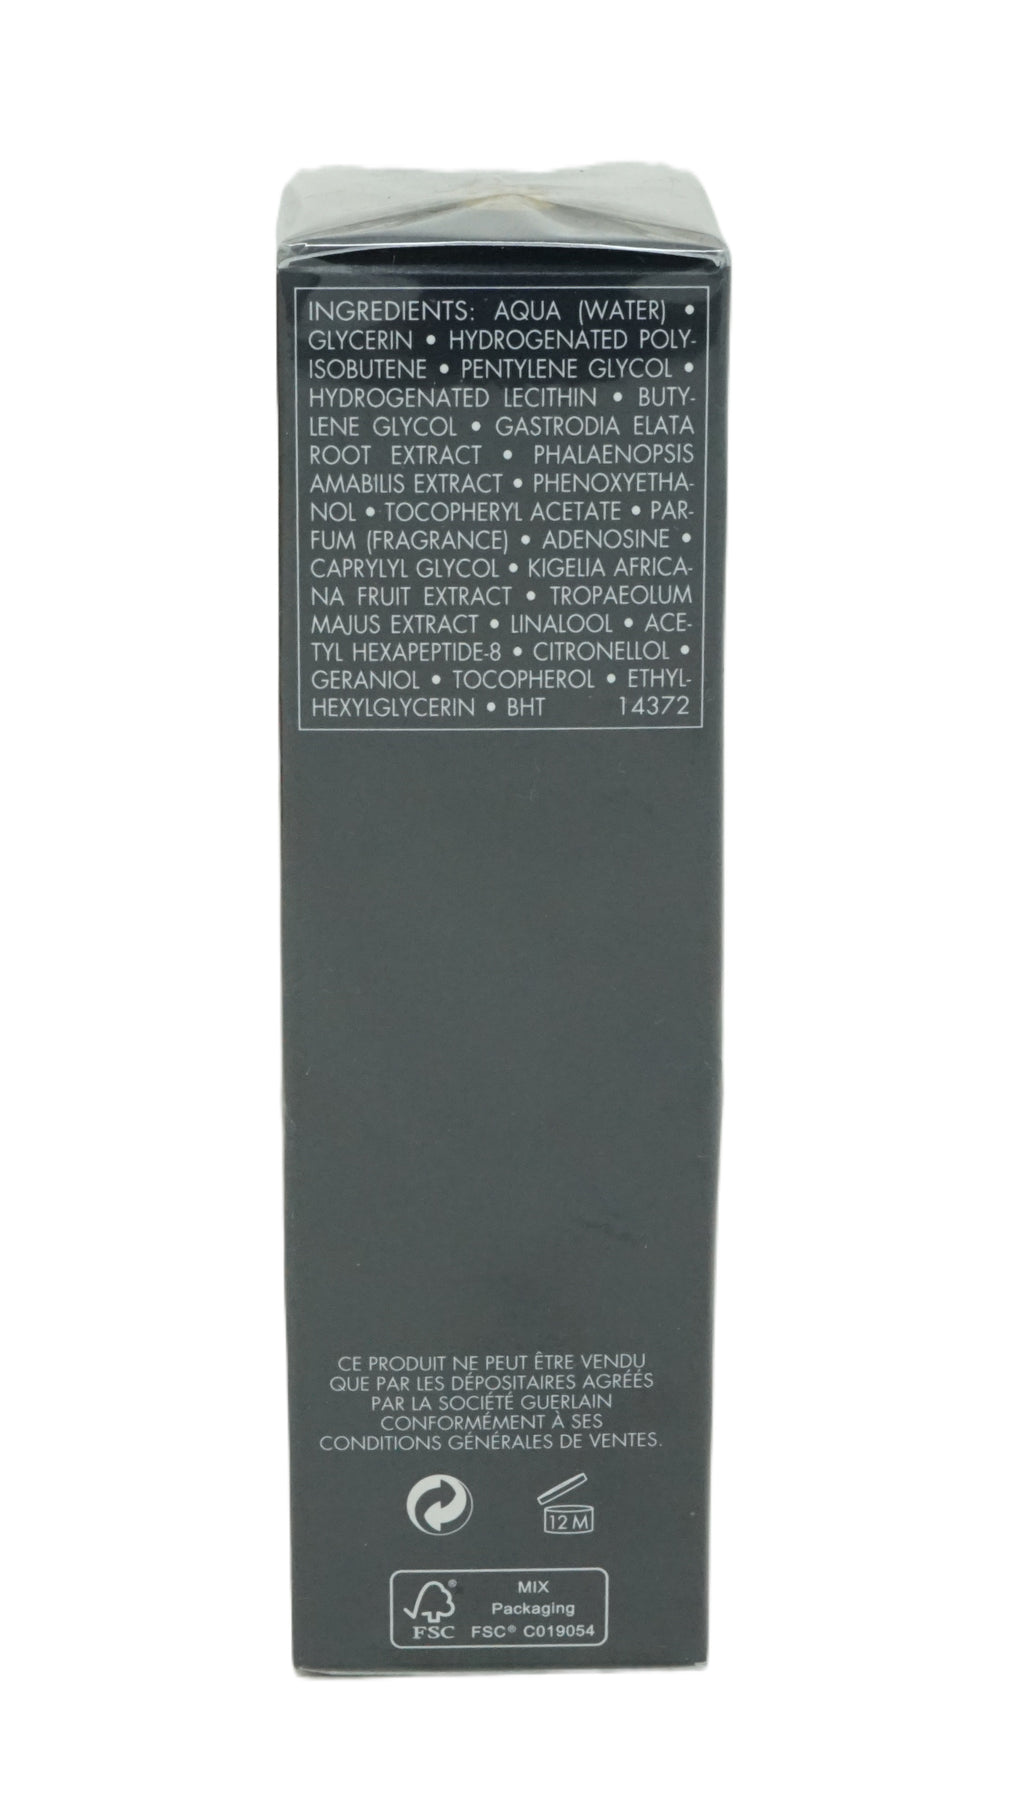 INGREDIENTS: AQUA (WATER) •
GLYCERIN • HYDROGENATED POLY-
ISOBUTENE • PENTYLENE GLYCOL •
HYDROGENATED LECITHIN • BUTY-
LENE GLYCOL • GASTRODIA ELATA
ROOT EXTRACT • PHALAENOPSIS
AMABILIS EXTRACT • PHENOXYETHA-
NOL • TOCOPHERYL ACETATE • PAR-
FUM (FRAGRANCE) • ADENOSINE •
CAPRYLYL GLYCOL • KIGELIA AFRICA-
NA FRUIT EXTRACT • TROPAEOLUM
MAJUS EXTRACT • LINALOOL • ACE-
TYL HEXAPEPTIDE-8 • CITRONELLOL •
GERANIOL • TOCOPHEROL • ETHYL-
HEXYLGLYCERIN • BHT 14372
CE PRODUIT NE PEUT ÊTRE VENDU
QUE PAR LES DÉPOSITAIRES AGRÉÉS
PAR LA SOCIÉTÉ GUERLAIN
CONFORMÉMENT À SES
CONDITIONS GÉNÉRALES DE VENTES.
12 M
MIX
Packaging
FSC FSC® C019054